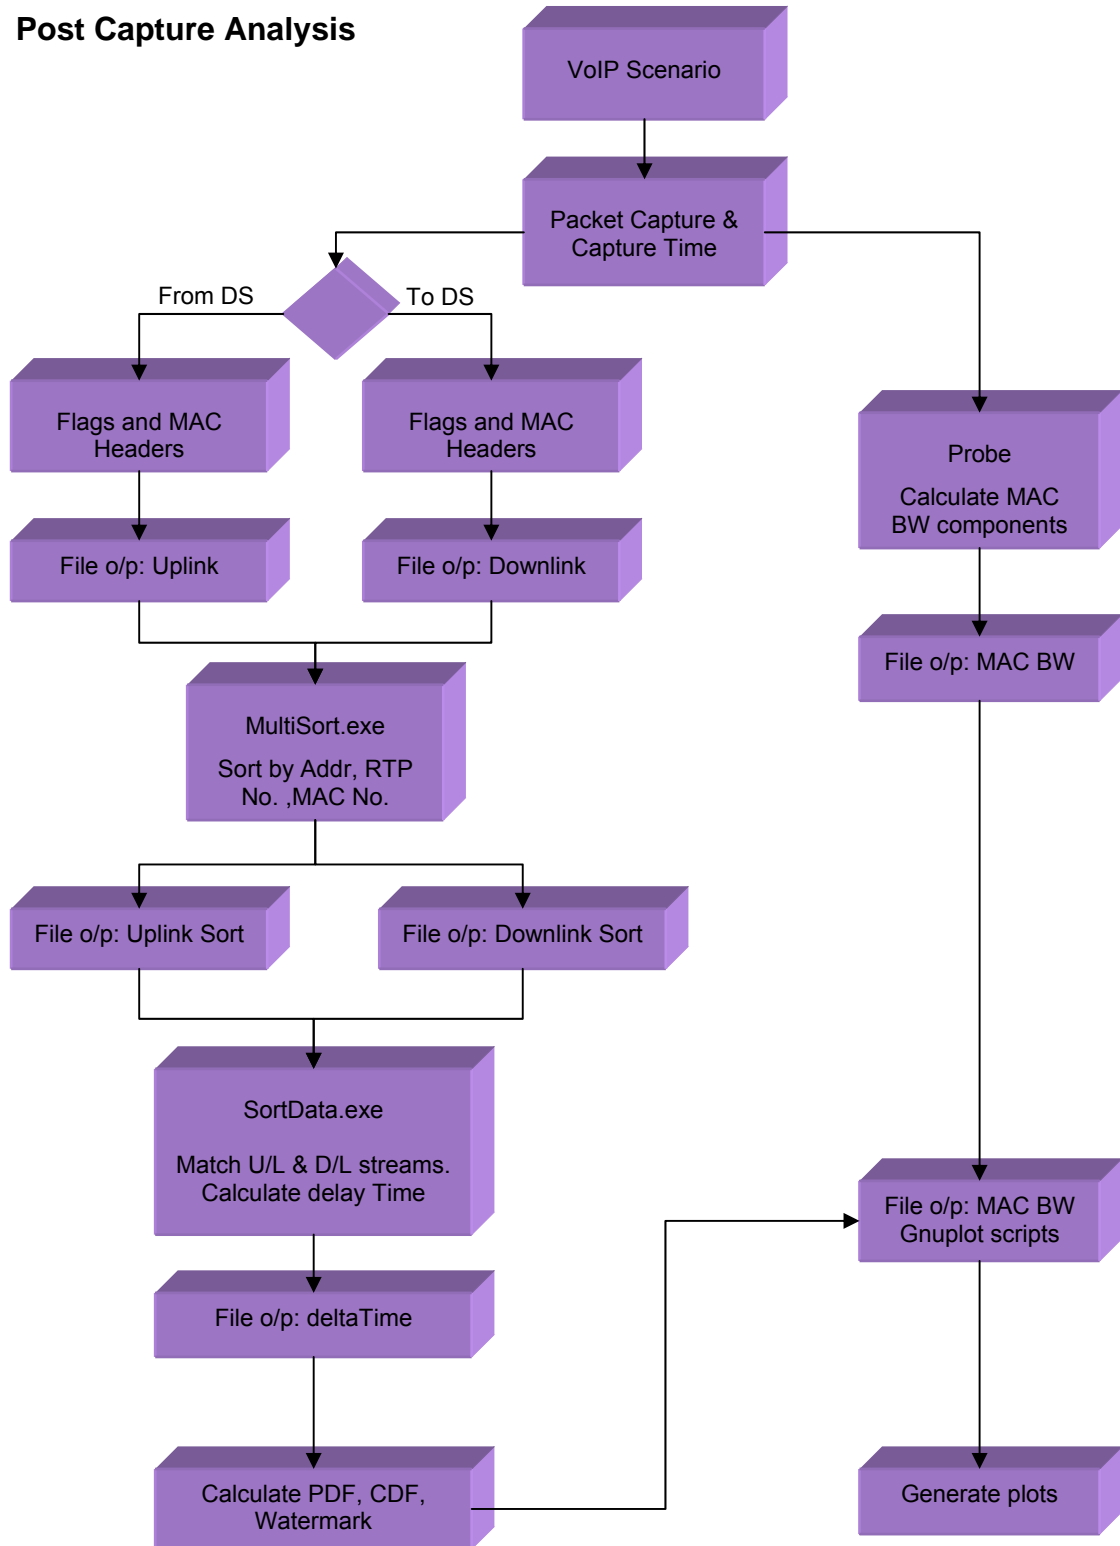 Post Capture Analysis
VoIP Scenario
Packet Capture &
Capture Time
From DS
To DS
Flags and MAC
Headers
Flags and MAC
Headers
Probe
Calculate MAC
BW components
File o/p: Uplink
File o/p: Downlink
File o/p: MAC BW
MultiSort.exe
Sort by Addr, RTP
No. ,MAC No.
File o/p: Uplink Sort
File o/p: Downlink Sort
SortData.exe
Match U/L & D/L streams.
Calculate delay Time
File o/p: MAC BW
Gnuplot scripts
File o/p: deltaTime
Calculate PDF, CDF,
Watermark
Generate plots